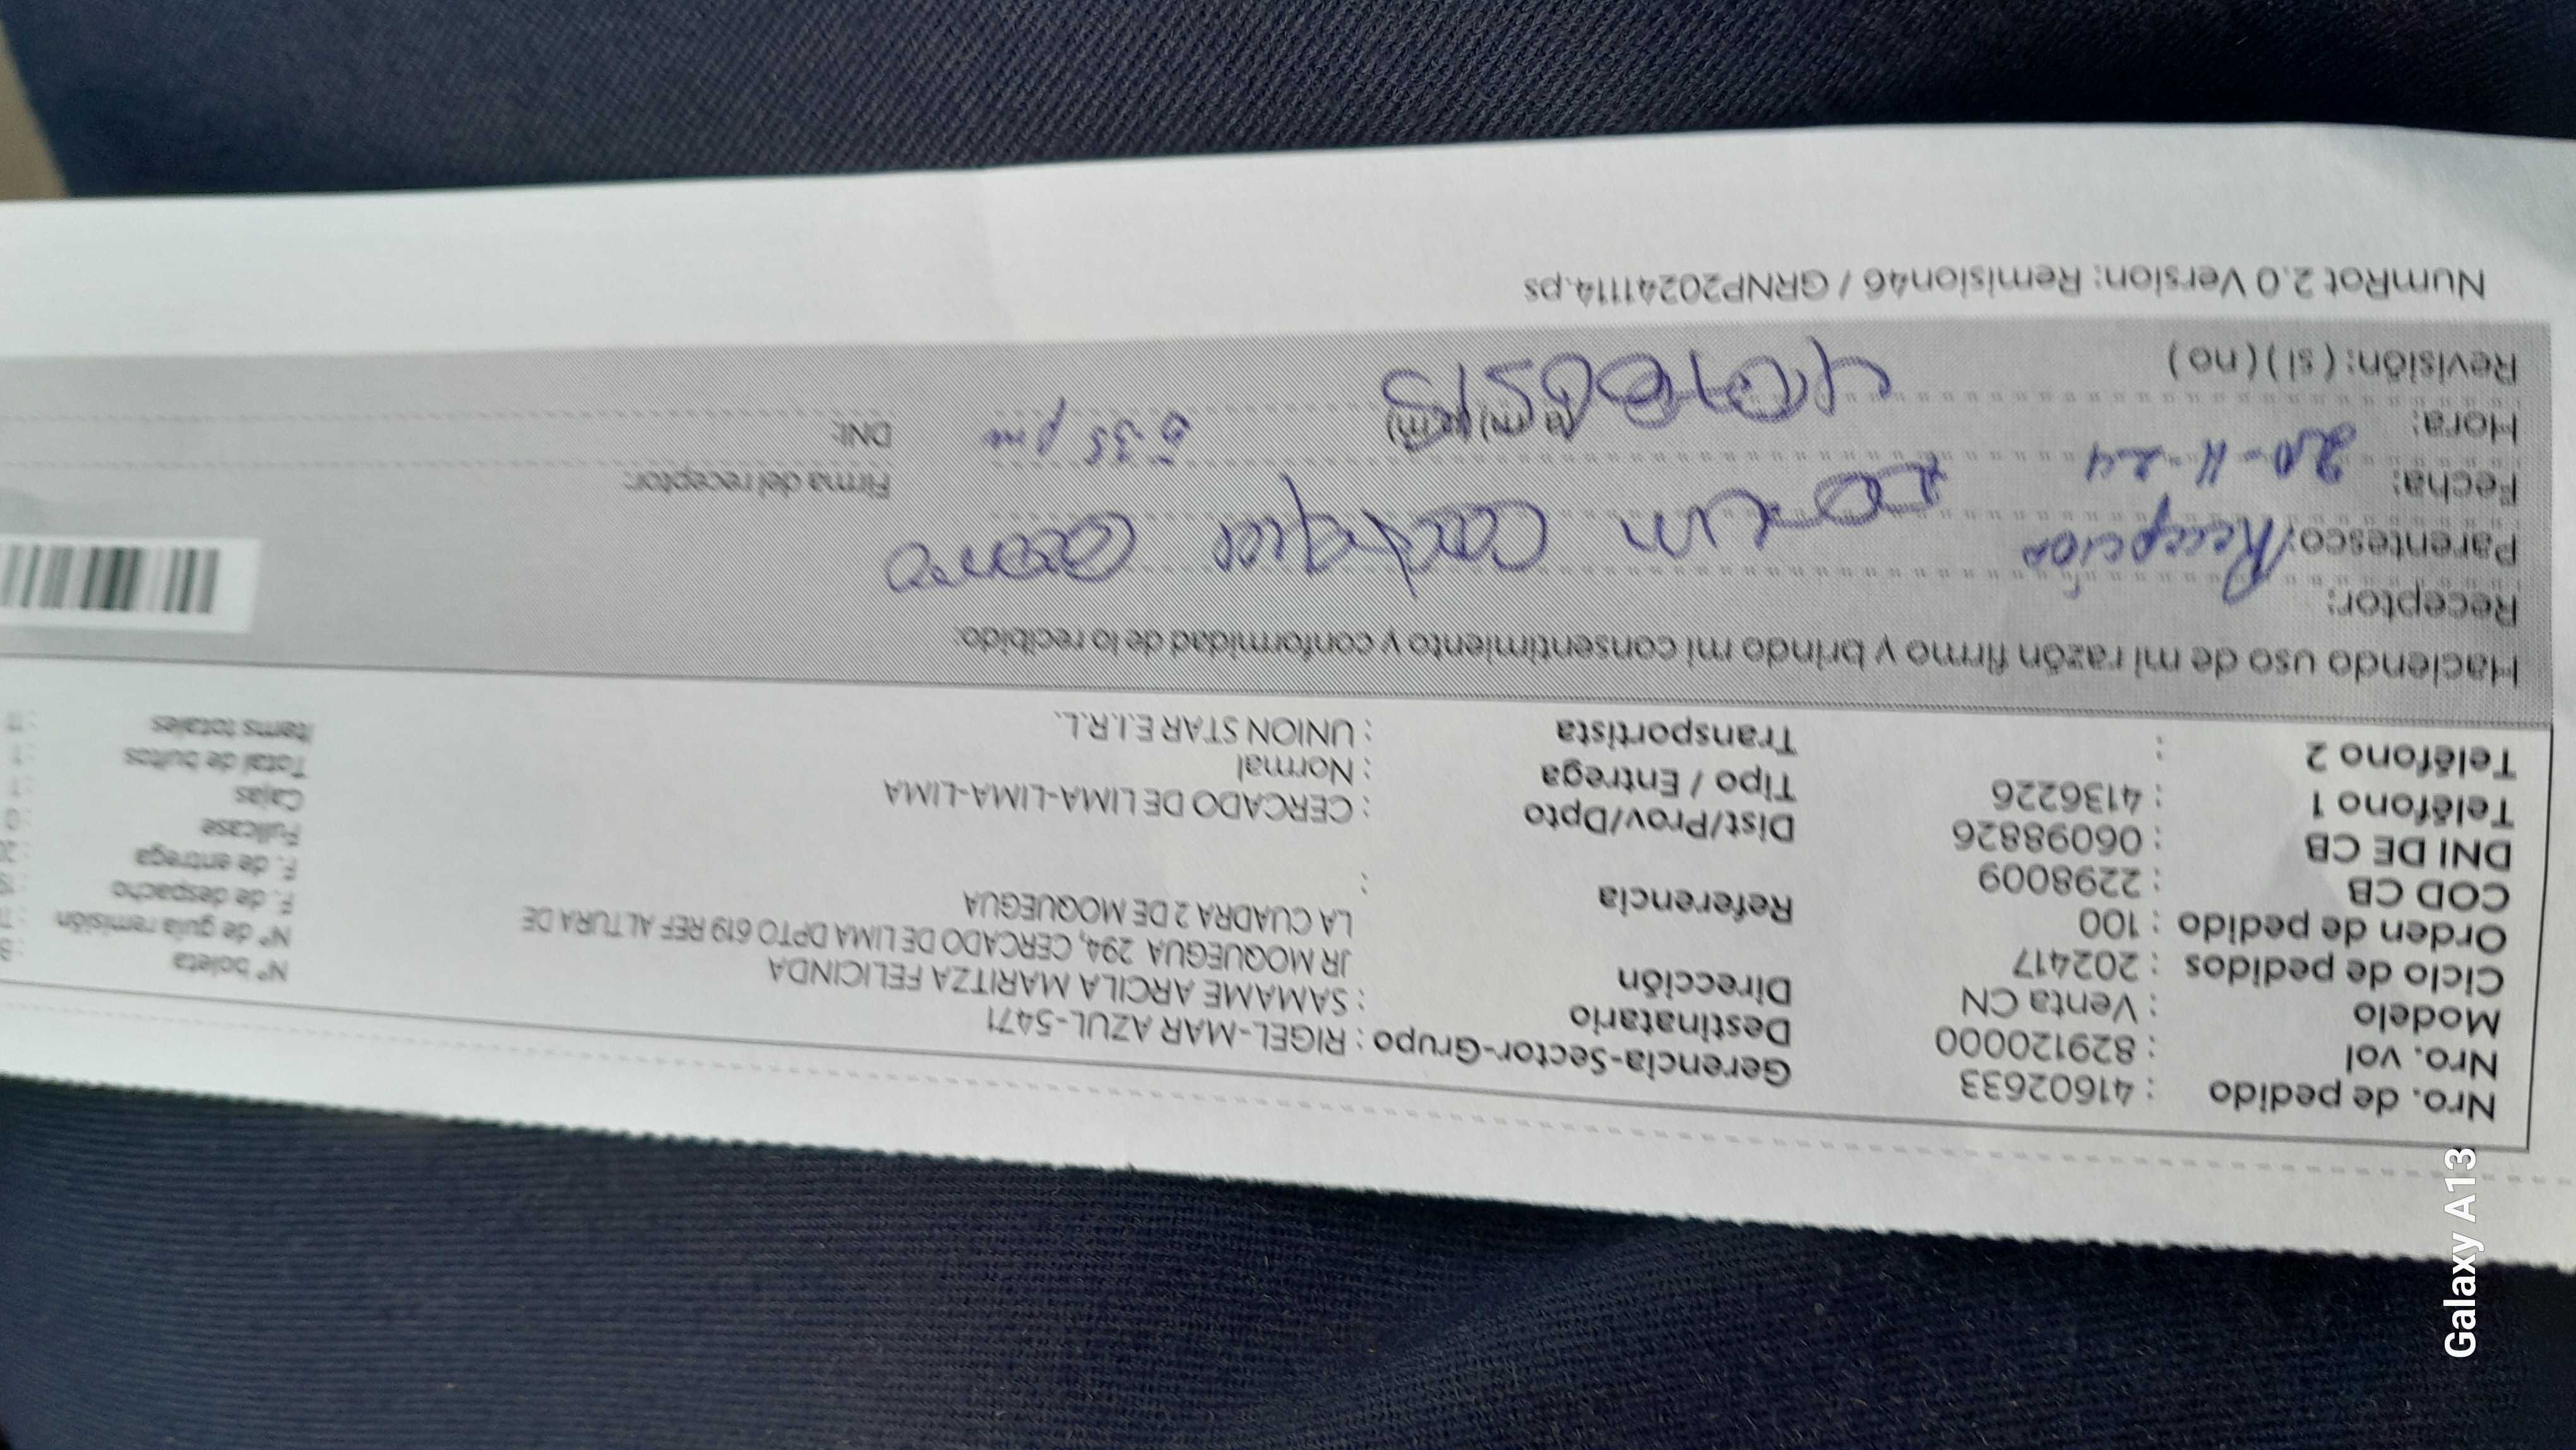 Nro. de pedido : 41602633 Gerencia-Sector-Grupo : RIGEL-MAR AZUL-5471 N° boleta
Nro. vol : 829120000 Destinatario : SAMAME ARCILA MARITZA FELICINDA N° de guía remisión
Modelo : Venta CN Dirección JR MOQUEGUA 294, CERCADO DE LIMA DPTO 619 REF ALTURA DE F. de despacho
Ciclo de pedidos : 202417 LA CUADRA 2 DE MOQUEGUA F. de entrega
Orden de pedido : 100 Referencia : Fullcase : 0
COD CB : 2298009 Dist/Prov/Dpto : CERCADO DE LIMA-LIMA-LIMA Cajas : 1
DNI DE CB : 06098826 Tipo / Entrega : Normal Total de bultos : 1
Teléfono 1 : 4136226 Transportista : UNION STAR E.I.R.L. Items totales
Teléfono 2 :
Haciendo uso de mi razón firmo y brindo mi consentimiento y conformidad de lo recibido:
Receptor:
Parentesco: Recepción
Fecha: 20-11-24 Firma del receptor:
Hora: (a.m) (p.m) 5:35 pm DNI:
Revisión: ( si ) ( no )
NumRot 2.0 Version: Remision46 / GRNP20241114.ps
Galaxy A13